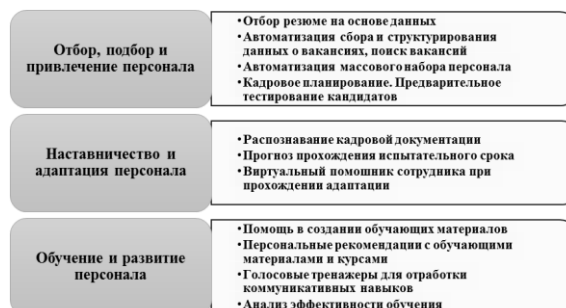 Отбор, подбор и
привлечение персонала
•Отбор резюме на основе данных
•Автоматизация сбора и структурирования
данных о вакансиях, поиск вакансий
•Автоматизация массового набора персонала
•Кадровое планирование. Предварительное
тестирование кандидатов
Наставничество и
адаптация персонала
•Распознавание кадровой документации
•Прогноз прохождения испытательного срока
•Виртуальный помошник сотрудника при
прохождении адаптации
Обучение и развитие
персонала
•Помощь в создании обучающих материалов
•Персональные рекомендации с обучающими
материалами и курсами
•Голосовые тренажеры для отработки
коммуникативных навыков
•Анализ эффективности обучения